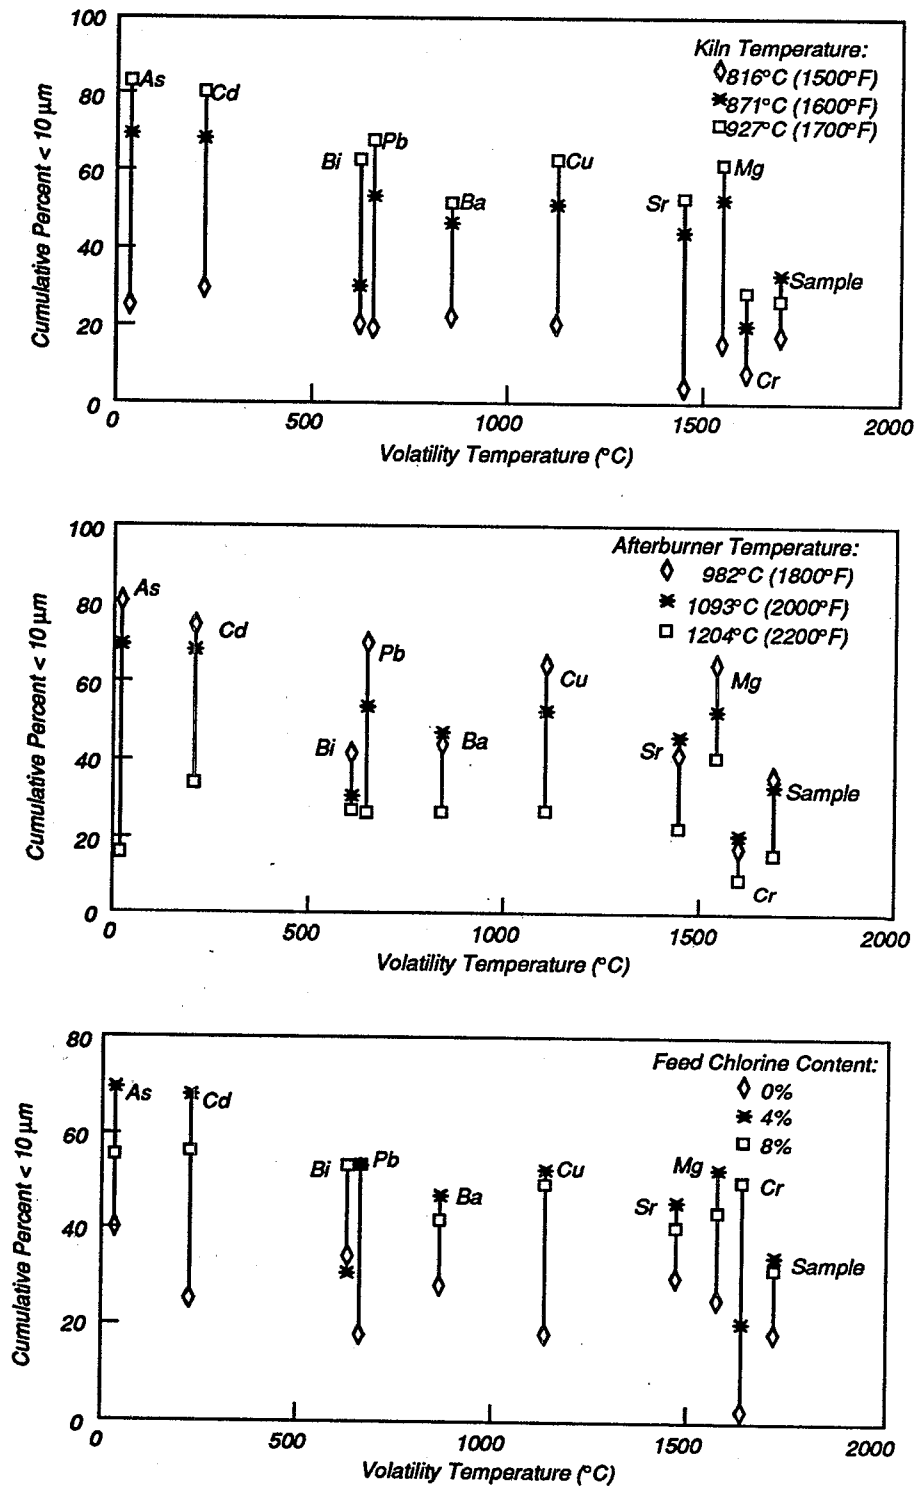 100
80
60
40
20
0
Cumulative Percent < 10 μm
Kiln Temperature:
816°C (1500°F)
871°C (1600°F)
927°C (1700°F)
As
Cd
Bi
Pb
Ba
Cu
Sr
Mg
Sample
Cr
0 500 1000 1500 2000
Volatility Temperature (°C)
100
80
60
40
20
0
Cumulative Percent < 10 μm
Afterburner Temperature:
982°C (1800°F)
1093°C (2000°F)
1204°C (2200°F)
As
Cd
Pb
Cu
Mg
Bi
Ba
Sr
Sample
Cr
0 500 1000 1500 2000
Volatility Temperature (°C)
80
60
40
20
0
Cumulative Percent < 10 μm
Feed Chlorine Content:
0%
4%
8%
As
Cd
Bi
Pb
Ba
Cu
Mg
Cr
Sr
Sample
0 500 1000 1500 2000
Volatility Temperature (°C)